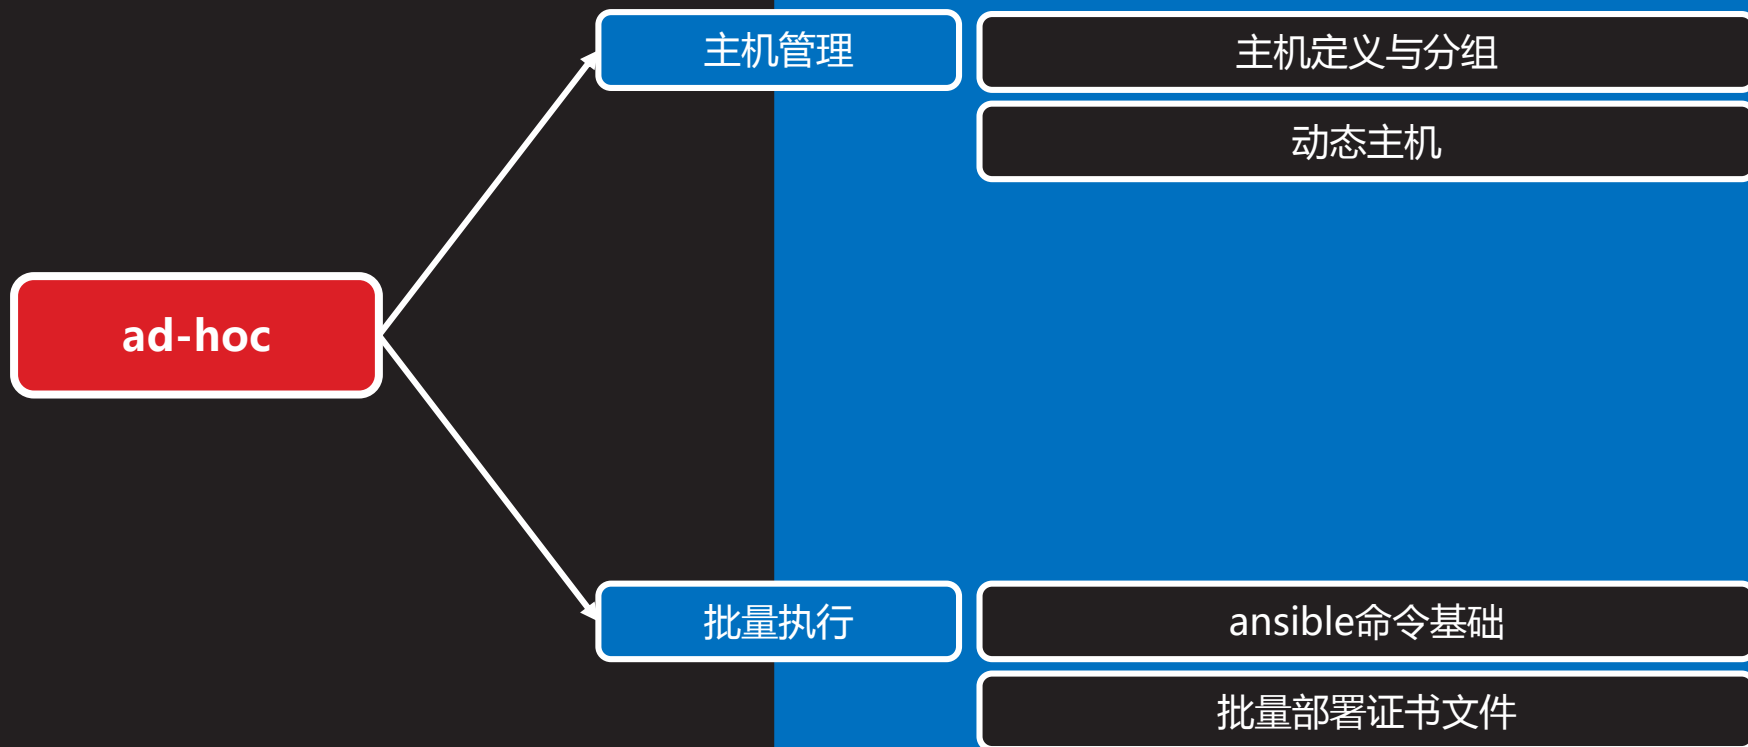 主机管理
主机定义与分组
动态主机
ad-hoc
批量执行
ansible命令基础
批量部署证书文件